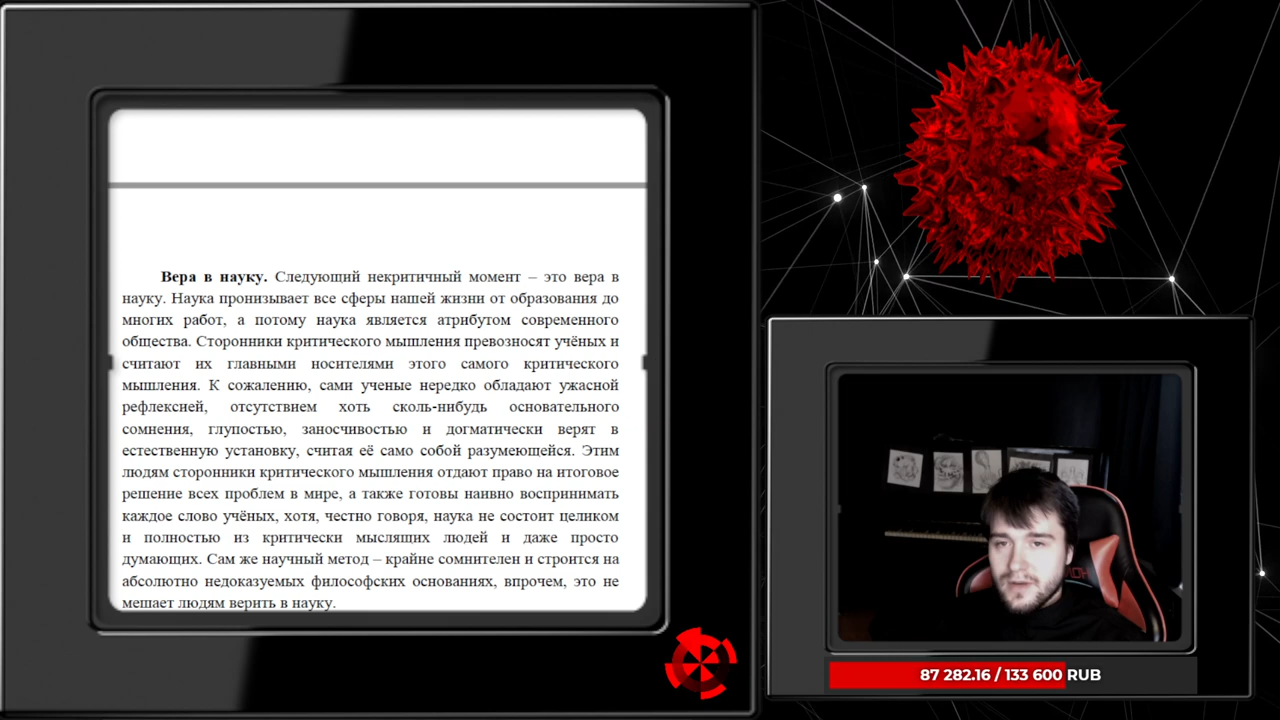 Вера в науку. Следующий некритичный момент – это вера в
науку. Наука пронизывает все сферы нашей жизни от образования до
многих работ, а потому наука является атрибутом современного
общества. Сторонники критического мышления превозносят учёных и
считают их главными носителями этого самого критического
мышления. К сожалению, сами ученые нередко обладают ужасной
рефлексией, отсутствием хоть сколь-нибудь основательного
сомнения, глупостью, заносчивостью и догматически верят в
естественную установку, считая её само собой разумеющейся. Этим
людям сторонники критического мышления отдают право на итоговое
решение всех проблем в мире, а также готовы наивно воспринимать
каждое слово учёных, хотя, честно говоря, наука не состоит целиком
и полностью из критически мыслящих людей и даже просто
думающих. Сам же научный метод – крайне сомнителен и строится на
абсолютно недоказуемых философских основаниях, впрочем, это не
мешает людям верить в науку.
87 282.16 / 133 600 RUB